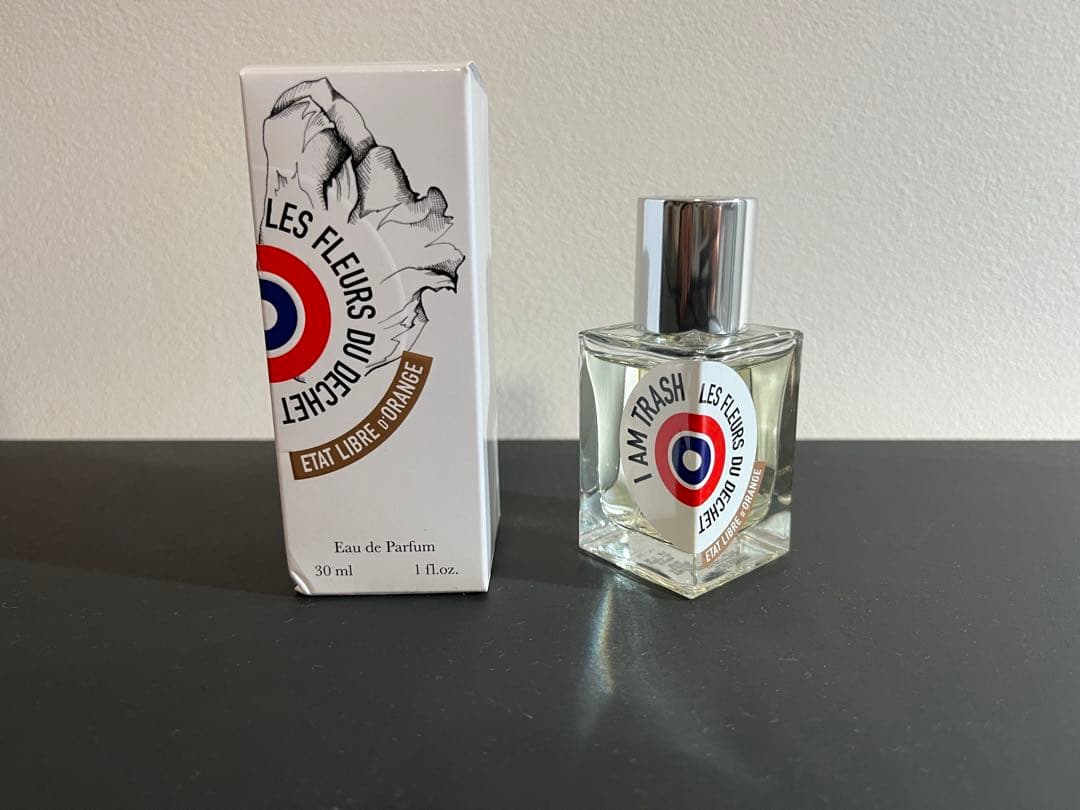 LES FLEURS DU DECHET
ETAT LIBRE D'ORANGE
Eau de Parfum
30 ml 1 fl.oz.
I AM TRASH
LES FLEURS DU DECHET
ETAT LIBRE D'ORANGE